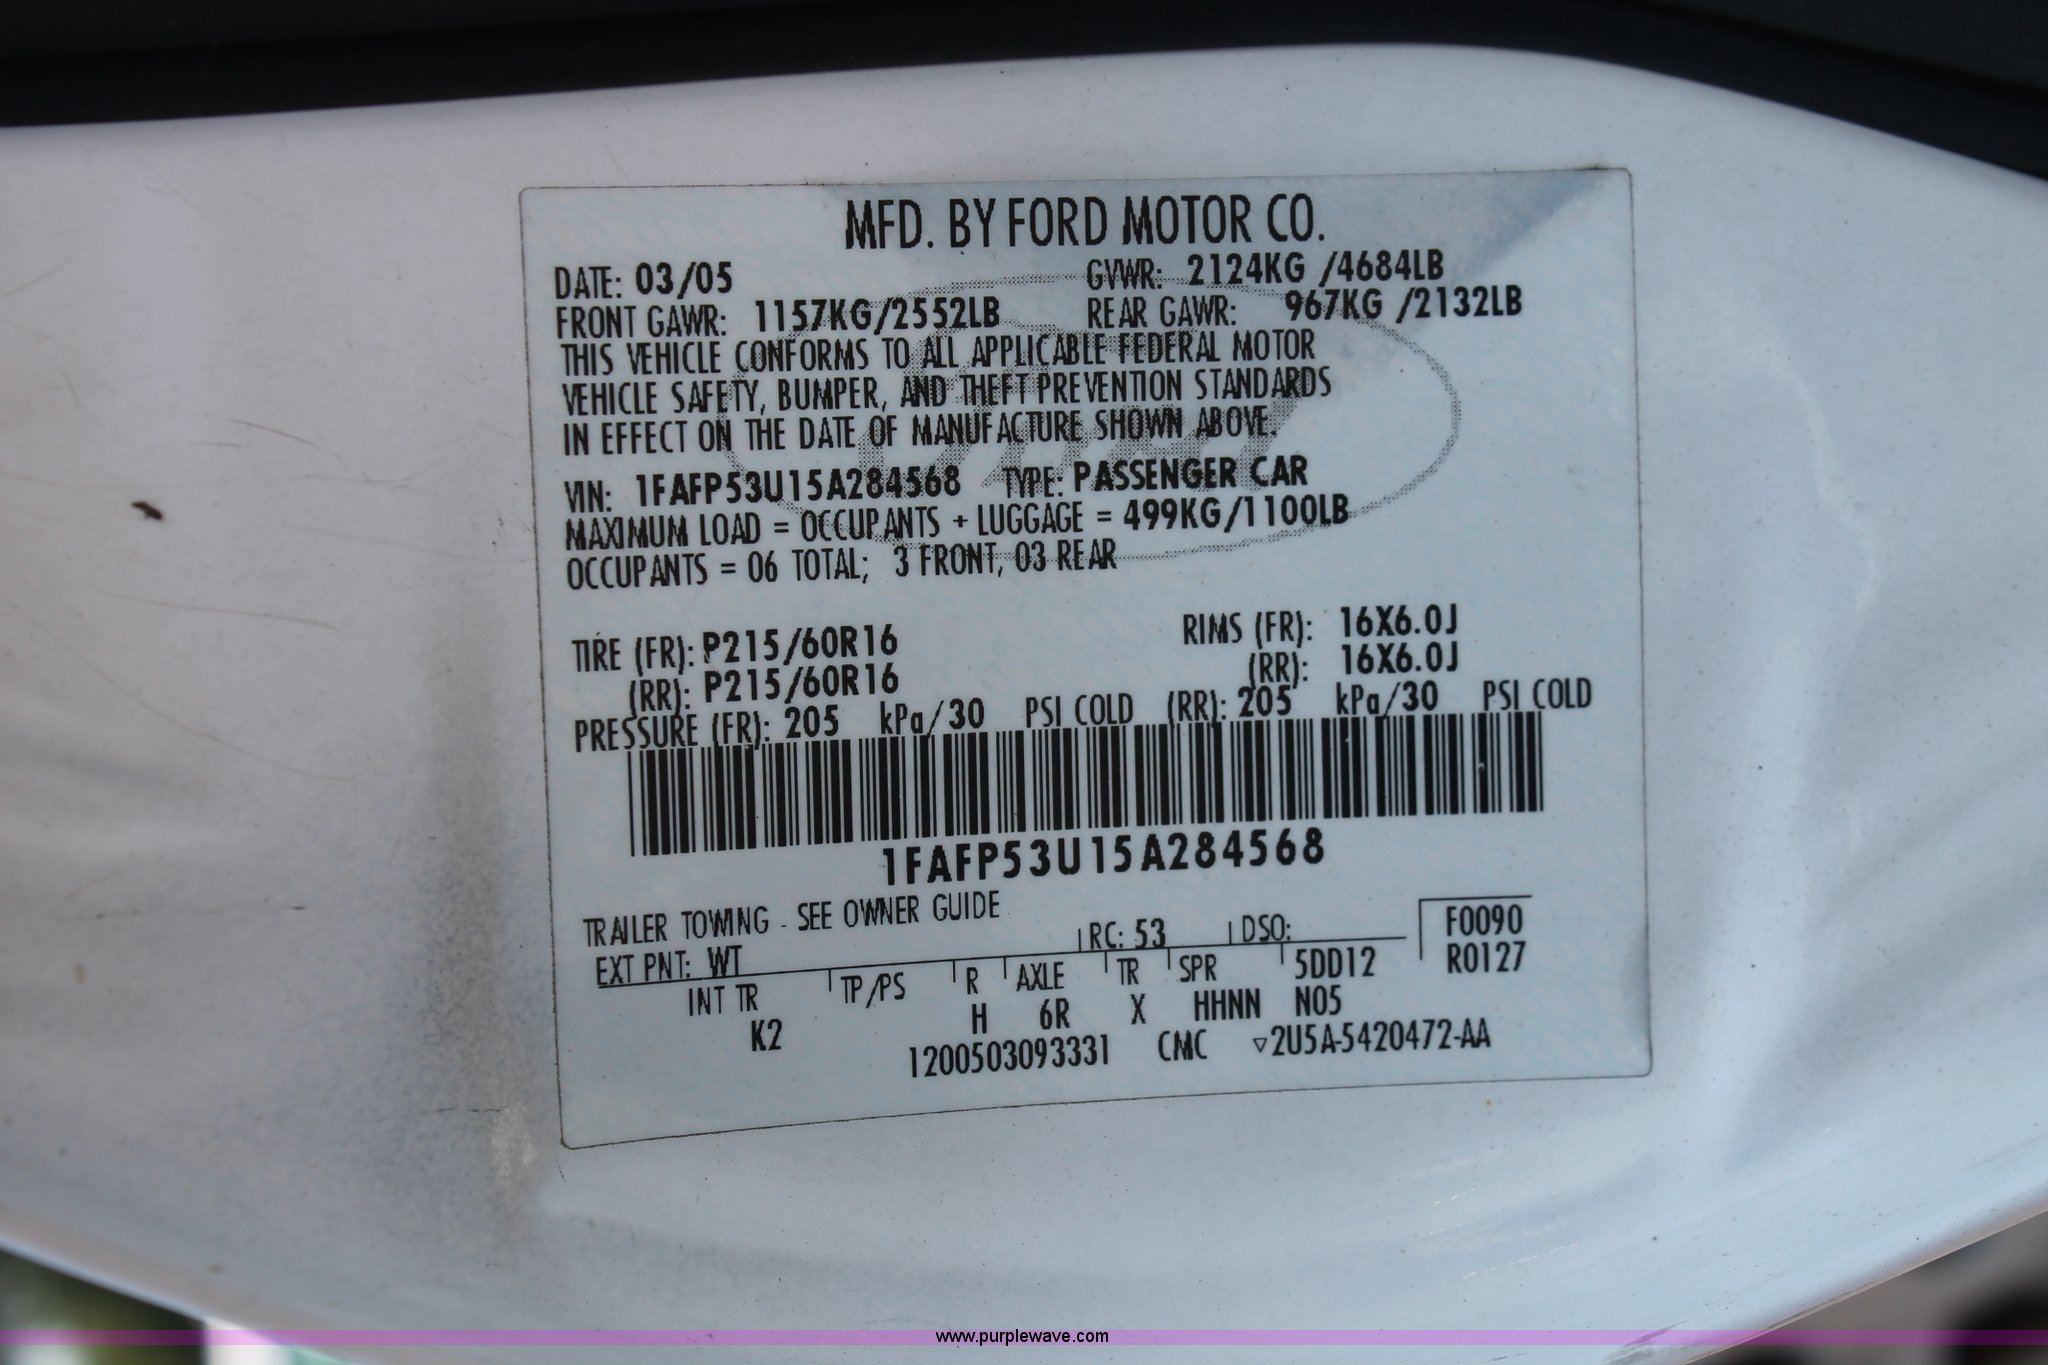 MFD. BY FORD MOTOR CO.
DATE: 03/05 GVWR: 2124KG /4684LB
FRONT GAWR: 1157KG/2552LB REAR GAWR: 967KG /2132LB
THIS VEHICLE CONFORMS TO ALL APPLICABLE FEDERAL MOTOR
VEHICLE SAFETY, BUMPER, AND THEFT PREVENTION STANDARDS
IN EFFECT ON THE DATE OF MANUFACTURE SHOWN ABOVE.
VIN: 1FAFP53U15A284568 TYPE: PASSENGER CAR
MAXIMUM LOAD = OCCUPANTS + LUGGAGE = 499KG/1100LB
OCCUPANTS = 06 TOTAL; 3 FRONT, 03 REAR
TIRE (FR): P215/60R16 RIMS (FR): 16X6.0J
(RR): P215/60R16 (RR): 16X6.0J
PRESSURE (FR): 205 kPa/30 PSI COLD (RR): 205 kPa/30 PSI COLD
1FAFP53U15A284568
TRAILER TOWING - SEE OWNER GUIDE
EXT PNT: WT RC: 53 DSO: F0090
INT TR TP/PS R AXLE TR SPR 5DD12 R0127
K2 H 6R X HHNN N05
1200503093331 CMC ▽2U5A-5420472-AA
www.purplewave.com